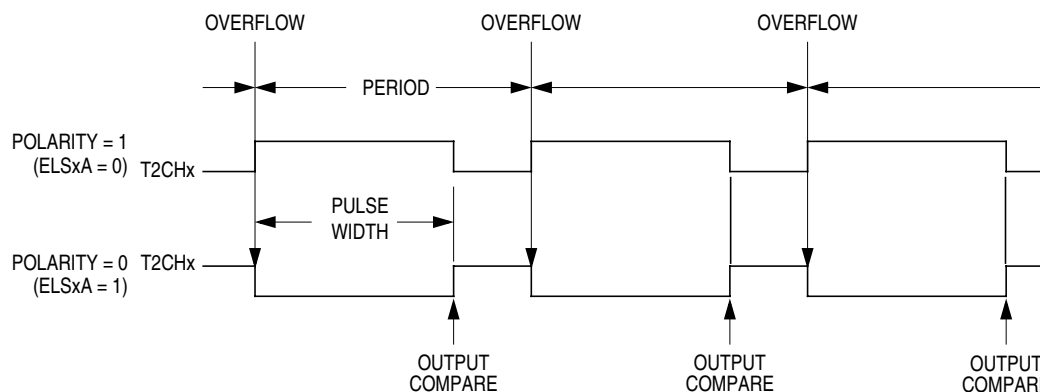 OVERFLOW OVERFLOW OVERFLOW
PERIOD
POLARITY = 1
(ELSxA = 0) T2CHx
PULSE
WIDTH
POLARITY = 0 T2CHx
(ELSxA = 1)
OUTPUT OUTPUT OUTPUT
COMPARE COMPARE COMPARE